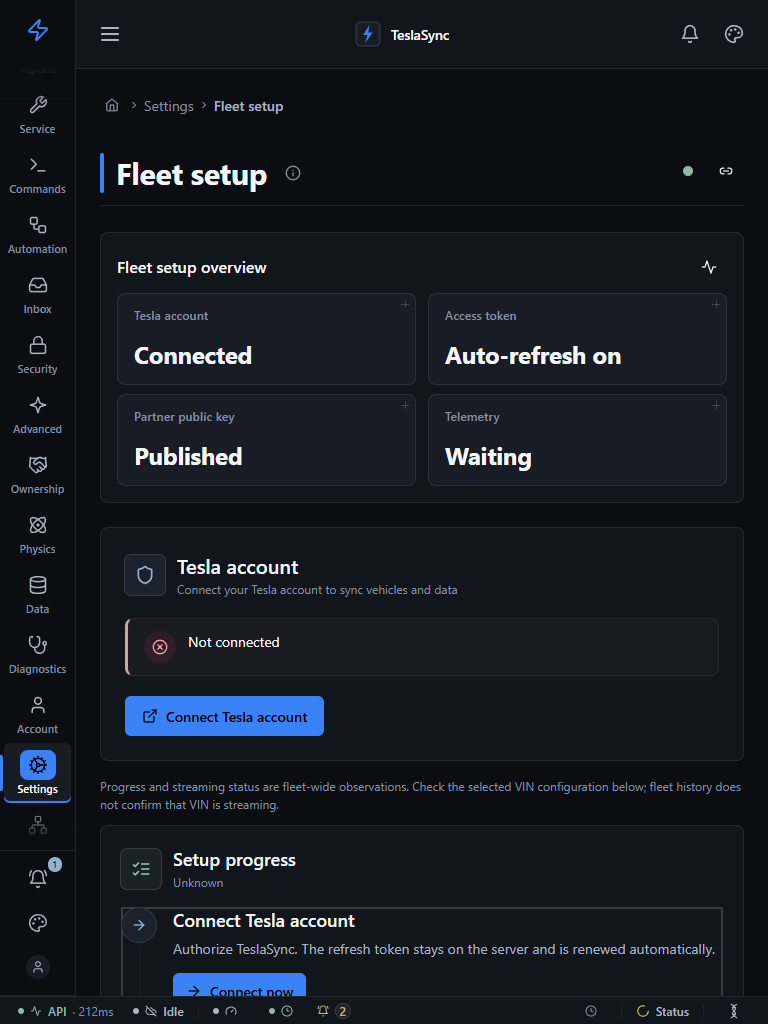 TeslaSync
Reports
Service
Commands
Automation
Inbox
Security
Advanced
Ownership
Physics
Data
Diagnostics
Account
Settings
1
Settings
Fleet setup
Fleet setup
Fleet setup overview
Tesla account
Connected
Access token
Auto-refresh on
Partner public key
Published
Telemetry
Waiting
Tesla account
Connect your Tesla account to sync vehicles and data
Not connected
Connect Tesla account
Progress and streaming status are fleet-wide observations. Check the selected VIN configuration below; fleet history does
not confirm that VIN is streaming.
Setup progress
Unknown
Connect Tesla account
Authorize TeslaSync. The refresh token stays on the server and is renewed automatically.
Connect now
API · 212ms
Idle
2
Status